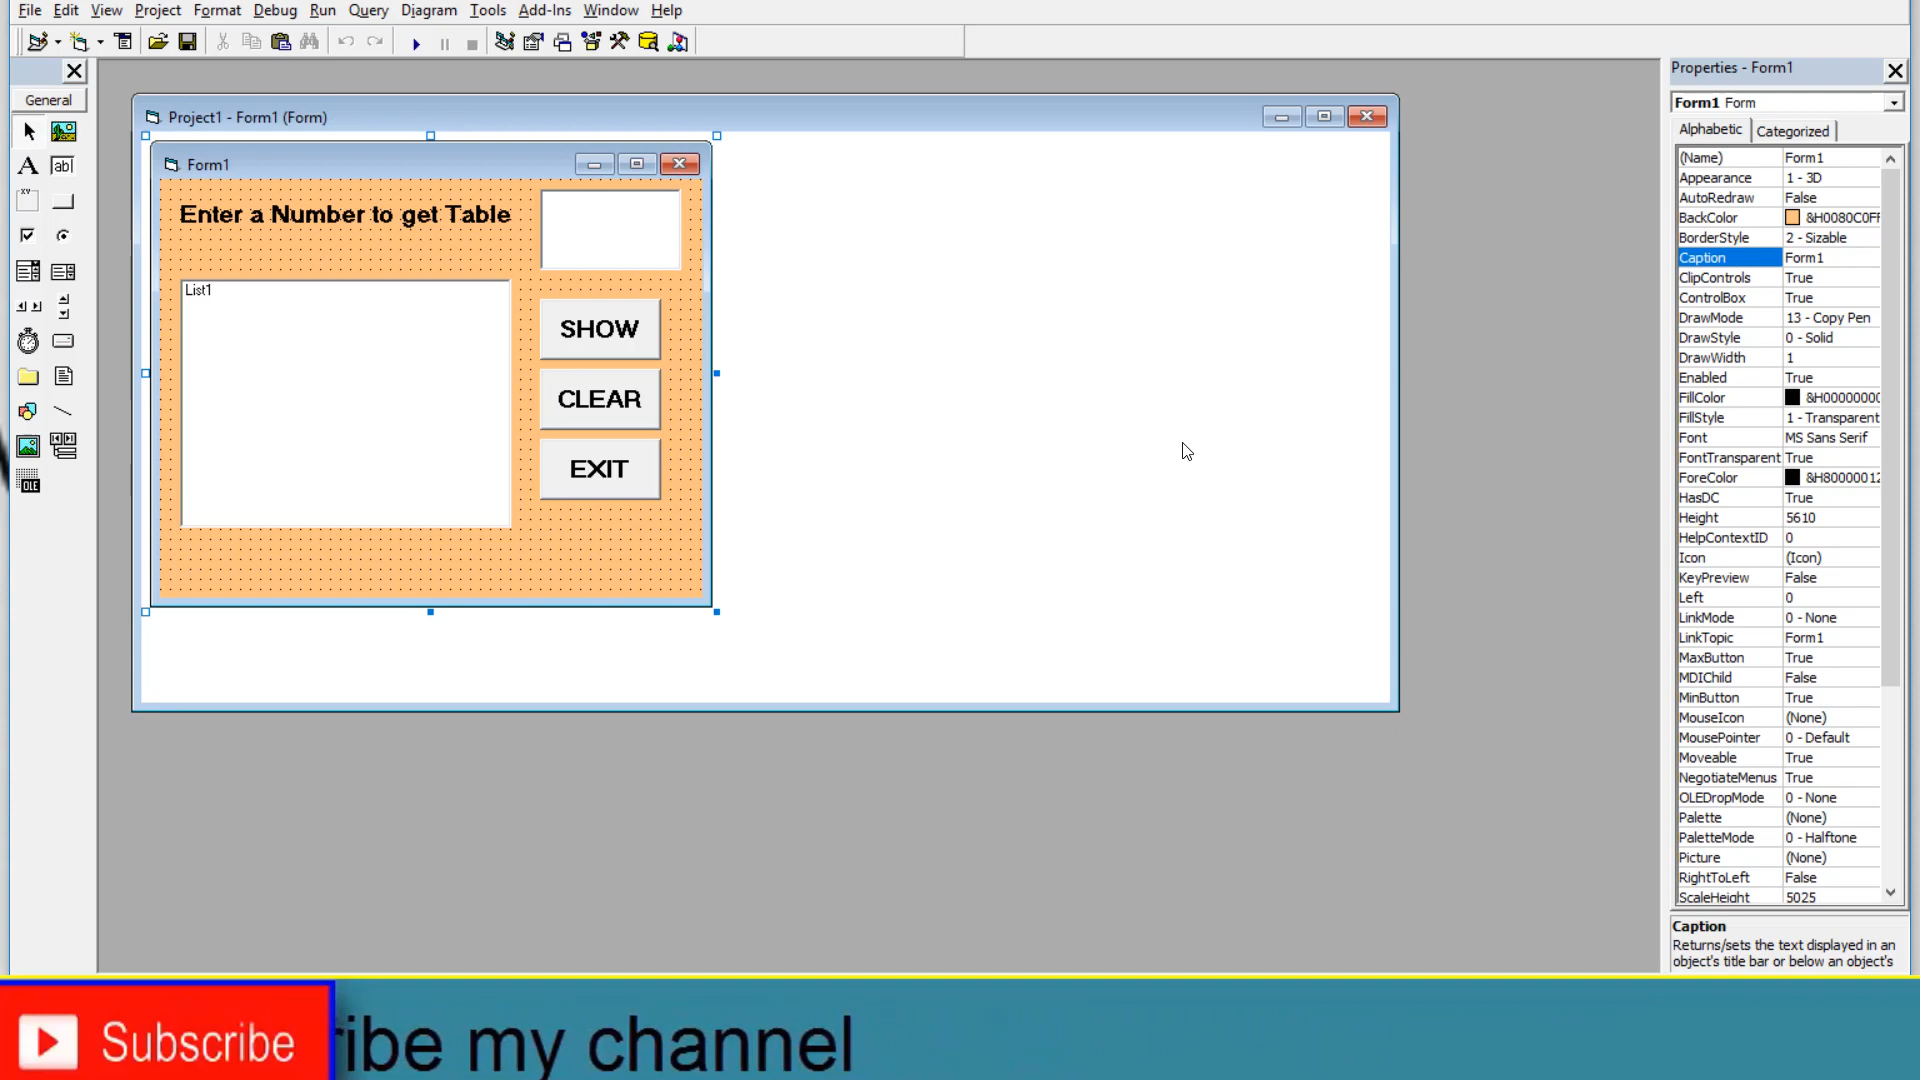 File Edit View Project Format Debug Run Query Diagram Tools Add-Ins Window Help
General
A ab|
XY
OLE
Project1 - Form1 (Form)
Form1
Enter a Number to get Table
List1
SHOW
CLEAR
EXIT
Properties - Form1
Form1 Form
Alphabetic Categorized
(Name) Form1
Appearance 1 - 3D
AutoRedraw False
BackColor &H0080C0FF
BorderStyle 2 - Sizable
Caption Form1
ClipControls True
ControlBox True
DrawMode 13 - Copy Pen
DrawStyle 0 - Solid
DrawWidth 1
Enabled True
FillColor &H0000000
FillStyle 1 - Transparent
Font MS Sans Serif
FontTransparent True
ForeColor &H80000012
HasDC True
Height 5610
HelpContextID 0
Icon (Icon)
KeyPreview False
Left 0
LinkMode 0 - None
LinkTopic Form1
MaxButton True
MDIChild False
MinButton True
MouseIcon (None)
MousePointer 0 - Default
Moveable True
NegotiateMenus True
OLEDropMode 0 - None
Palette (None)
PaletteMode 0 - Halftone
Picture (None)
RightToLeft False
ScaleHeight 5025
Caption
Returns/sets the text displayed in an
object's title bar or below an object's
Subscribe
ribe my channel